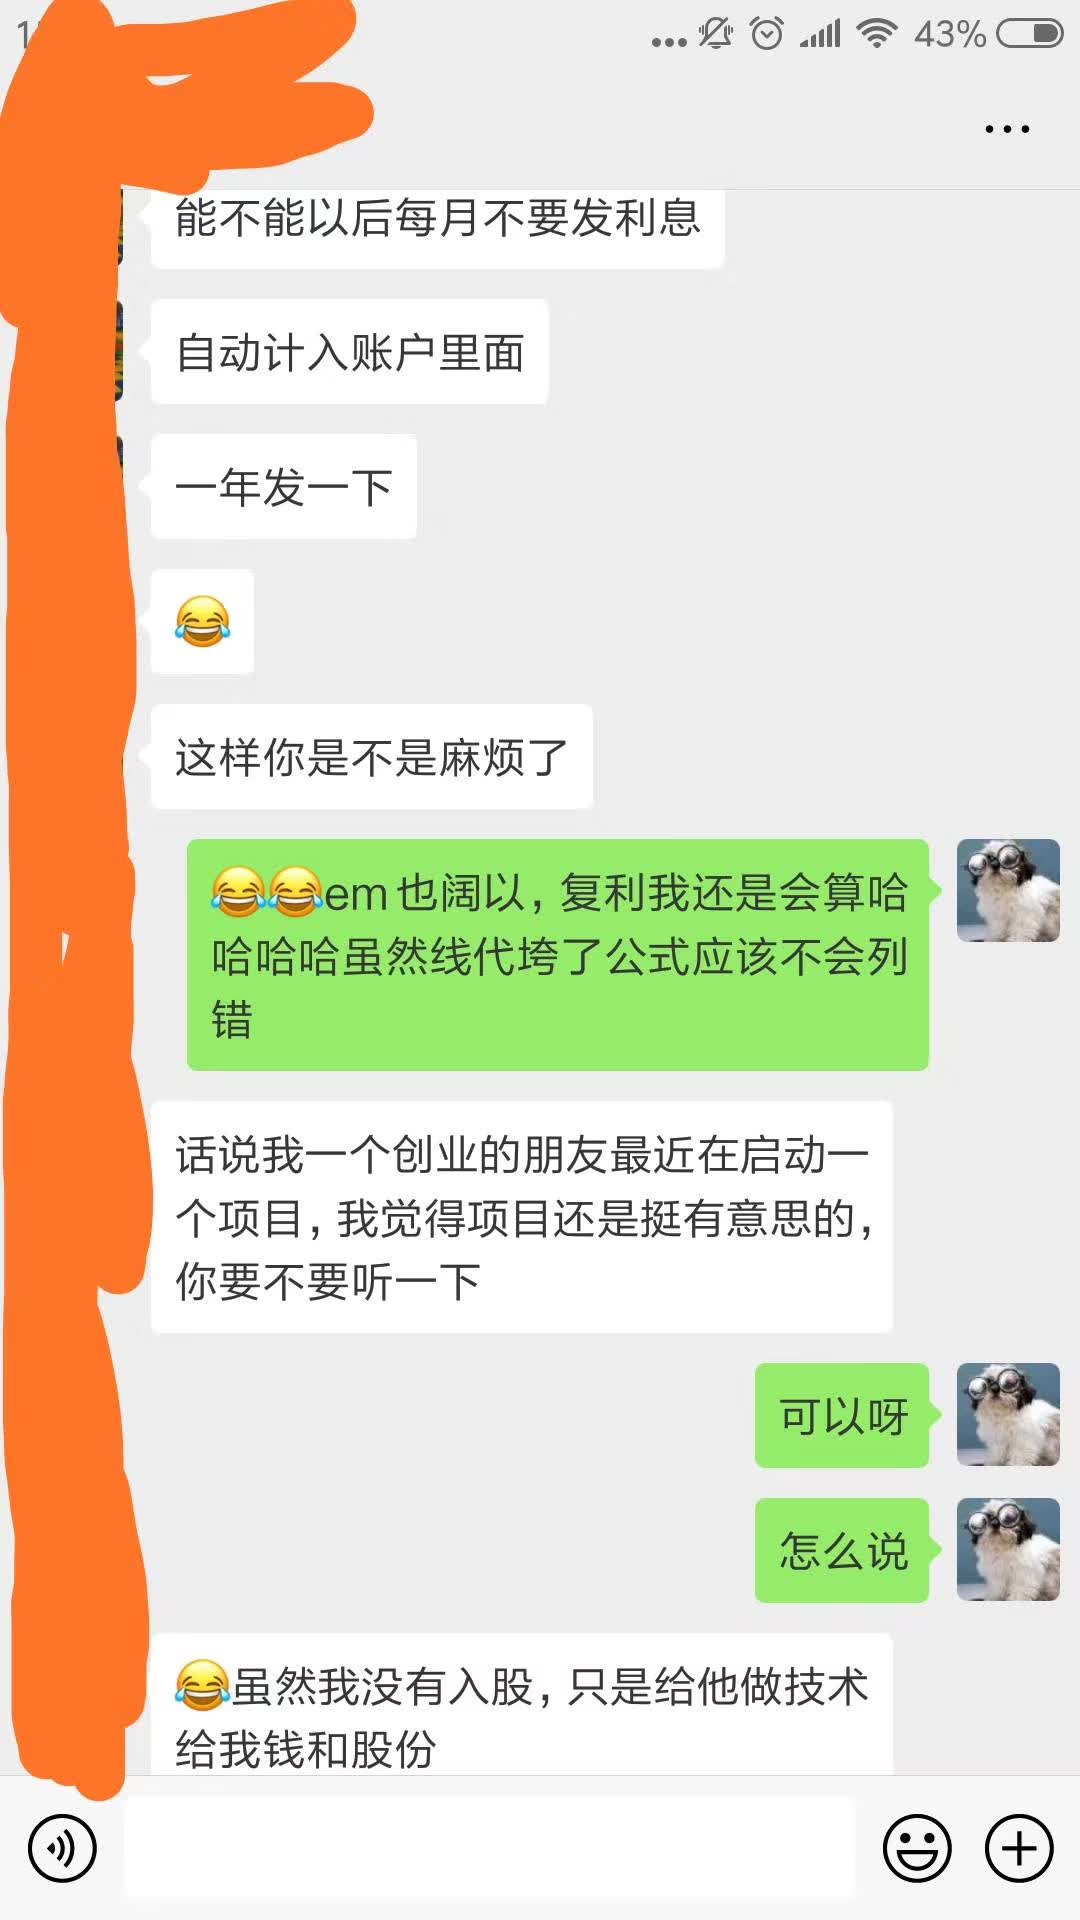 43%
能不能以后每月不要发利息
自动计入账户里面
一年发一下
😂
这样你是不是麻烦了
😂😂em也阔以，复利我还是会算哈
哈哈哈虽然线代垮了公式应该不会列
错
话说我一个创业的朋友最近在启动一
个项目，我觉得项目还是挺有意思的，
你要不要听一下
可以呀
怎么说
😂虽然我没有入股，只是给他做技术
给我钱和股份